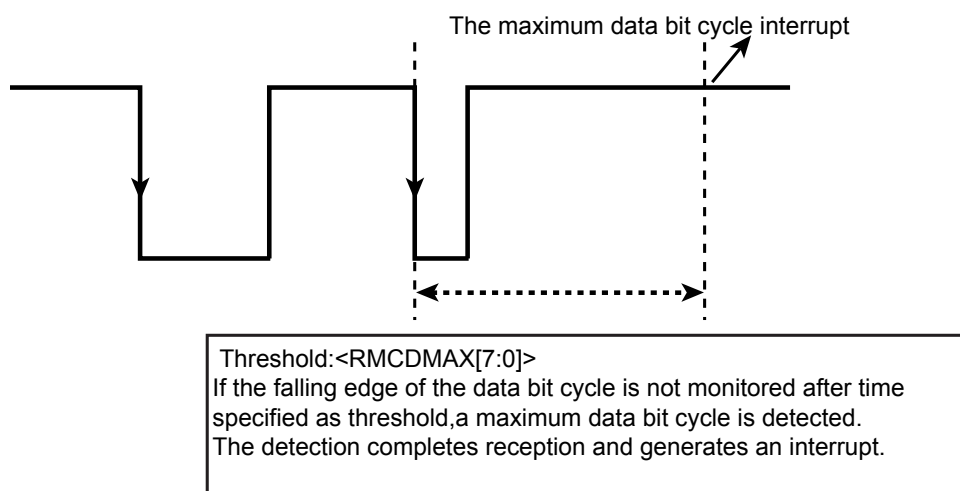 The maximum data bit cycle interrupt
Threshold:<RMCDMAX[7:0]>
If the falling edge of the data bit cycle is not monitored after time
specified as threshold,a maximum data bit cycle is detected.
The detection completes reception and generates an interrupt.